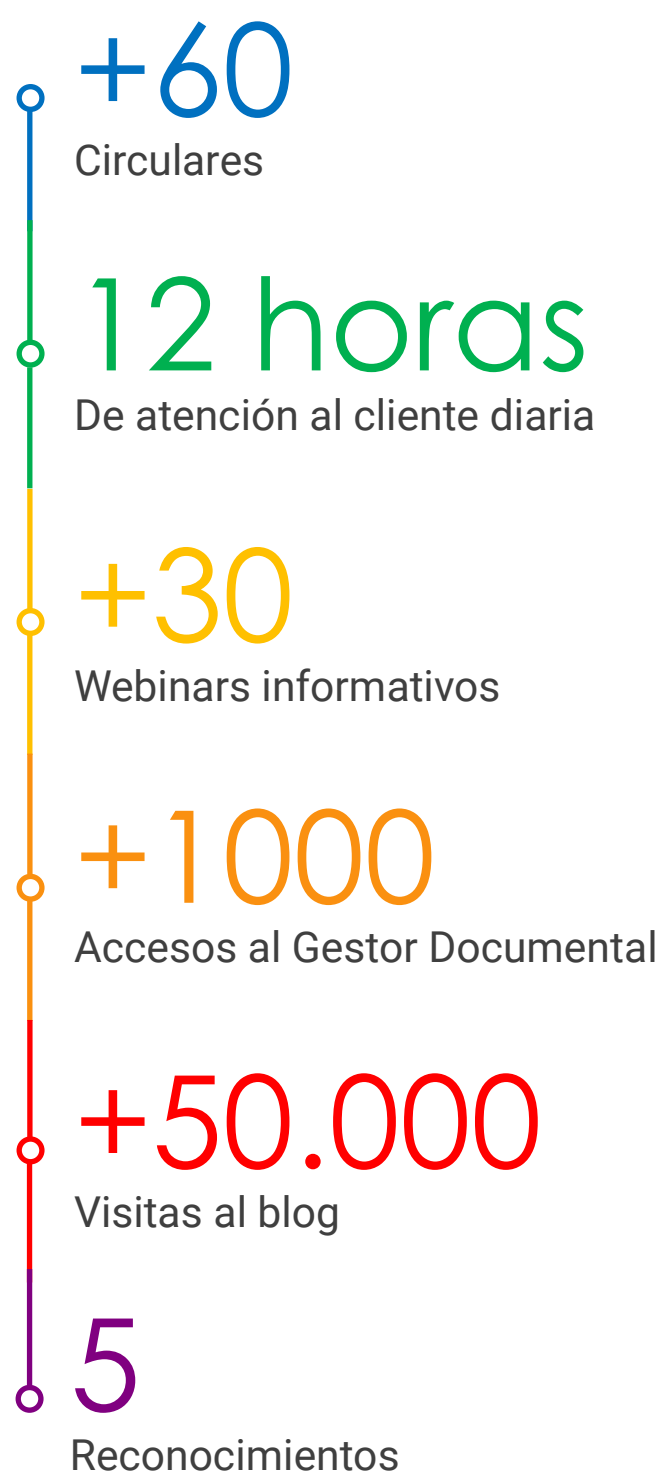 +60
Circulares
12 horas
De atención al cliente diaria
+30
Webinars informativos
+1000
Accesos al Gestor Documental
+50.000
Visitas al blog
5
Reconocimientos